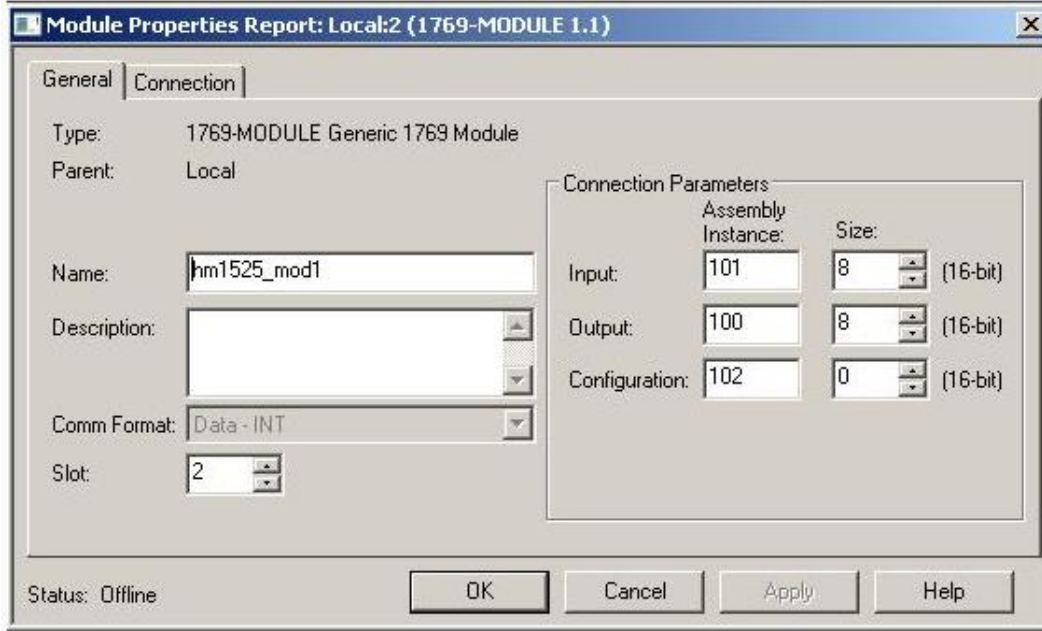 Module Properties Report: Local:2 (1769-MODULE 1.1)
General Connection
Type: 1769-MODULE Generic 1769 Module
Parent: Local
Connection Parameters
Assembly
Instance: Size:
Name: hm1525_mod1
Input: 101 8 (16-bit)
Description:
Output: 100 8 (16-bit)
Configuration: 102 0 (16-bit)
Comm Format: Data - INT
Slot: 2
Status: Offline
OK Cancel Apply Help